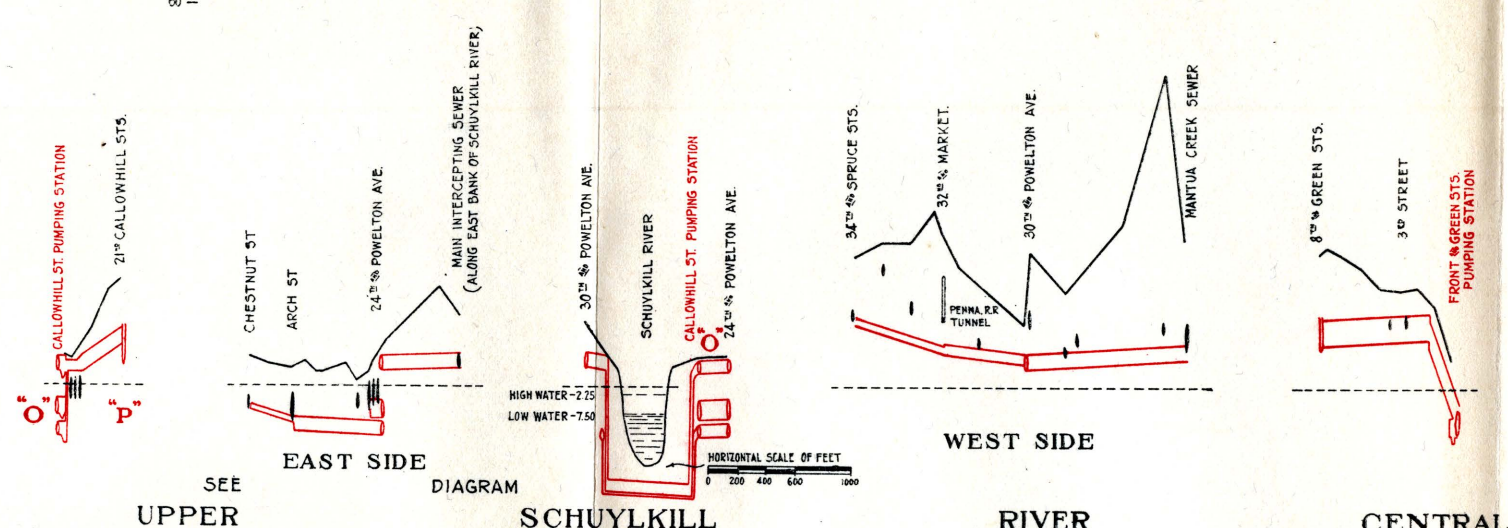 CALLOWHILL ST. PUMPING STATION
21ST & CALLOWHILL STS.
"O"
"P"
CHESTNUT ST
ARCH ST
24TH & POWELTON AVE.
MAIN INTERCEPTING SEWER
(ALONG EAST BANK OF SCHUYLKILL RIVER)
EAST SIDE
SEE
DIAGRAM
UPPER
30TH & POWELTON AVE.
SCHUYLKILL RIVER
CALLOWHILL ST. PUMPING STATION
"O"
24TH & POWELTON AVE.
HIGH WATER -2.25
LOW WATER -7.50
HORIZONTAL SCALE OF FEET
0 200 400 600 1000
SCHUYLKILL
34TH & SPRUCE STS.
32ND & MARKET.
PENNA. R.R
TUNNEL
30TH & POWELTON AVE.
MANTUA CREEK SEWER
WEST SIDE
RIVER
8TH & GREEN STS.
3RD STREET
FRONT & GREEN STS.
PUMPING STATION
CENTRAL